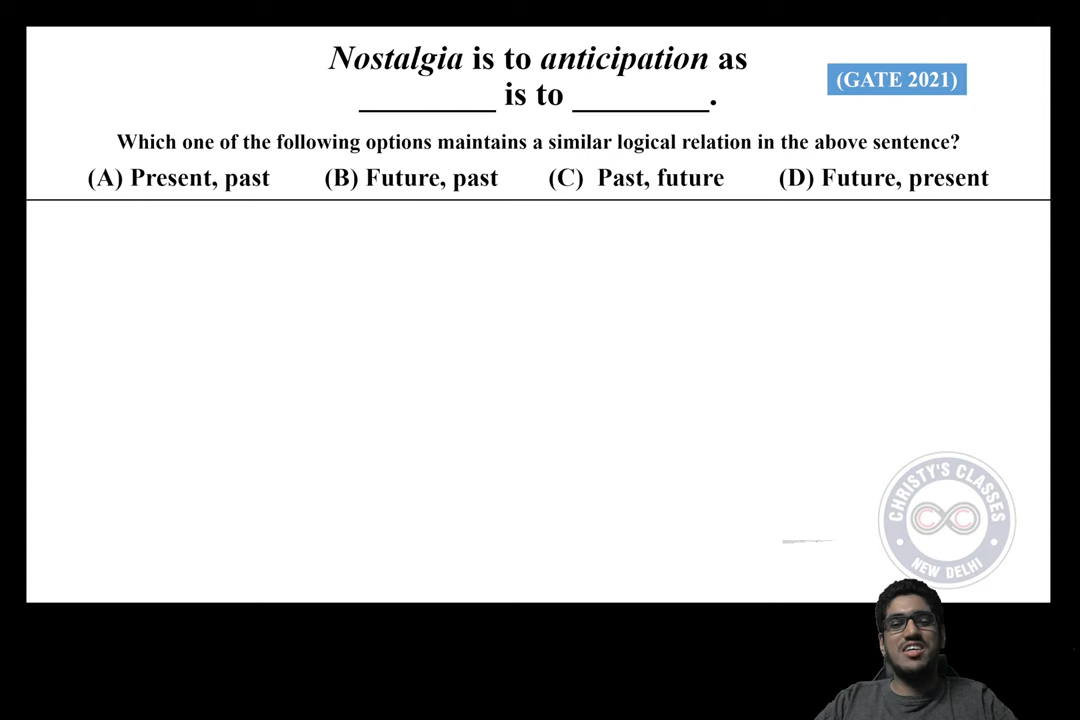 Nostalgia is to anticipation as
_________ is to _________.
(GATE 2021)
Which one of the following options maintains a similar logical relation in the above sentence?
(A) Present, past (B) Future, past (C) Past, future (D) Future, present
CHRISTY'S CLASSES
CC
NEW DELHI